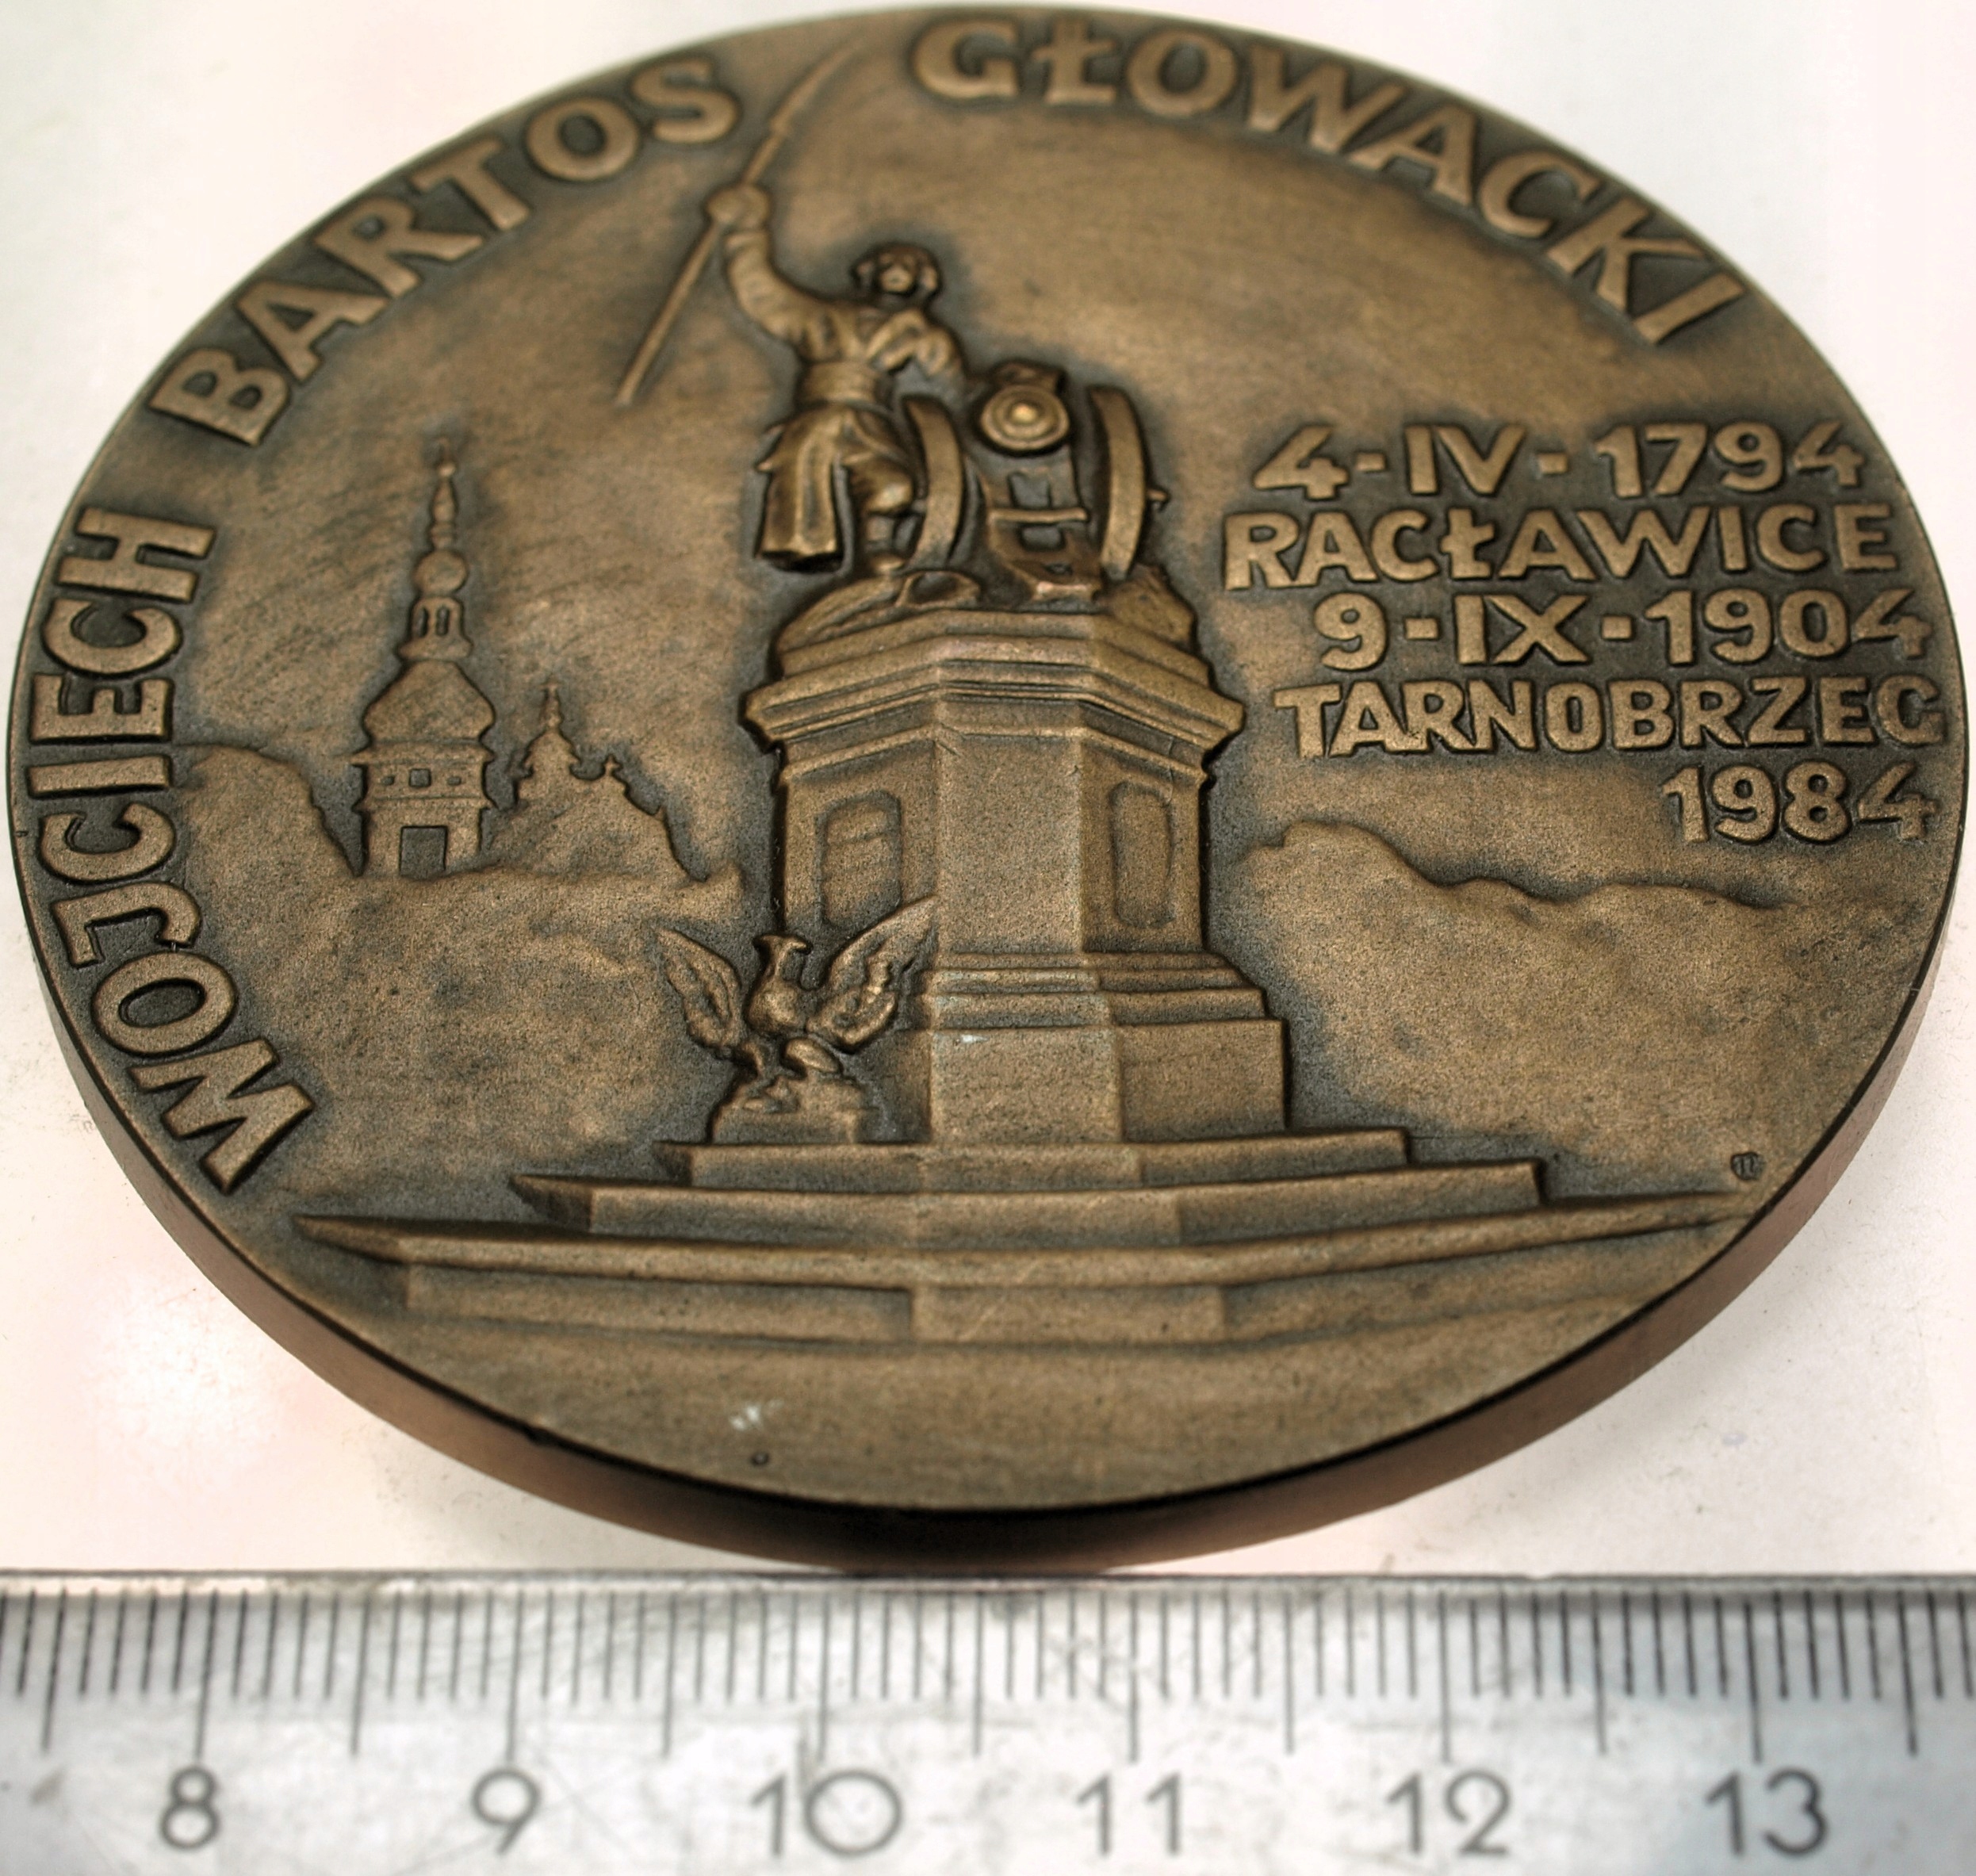 WOJCIECH BARTOS GŁOWACKI
4-IV-1794
RACŁAWICE
9-IX-1904
TARNOBRZEG
1984
8 9 10 11 12 13